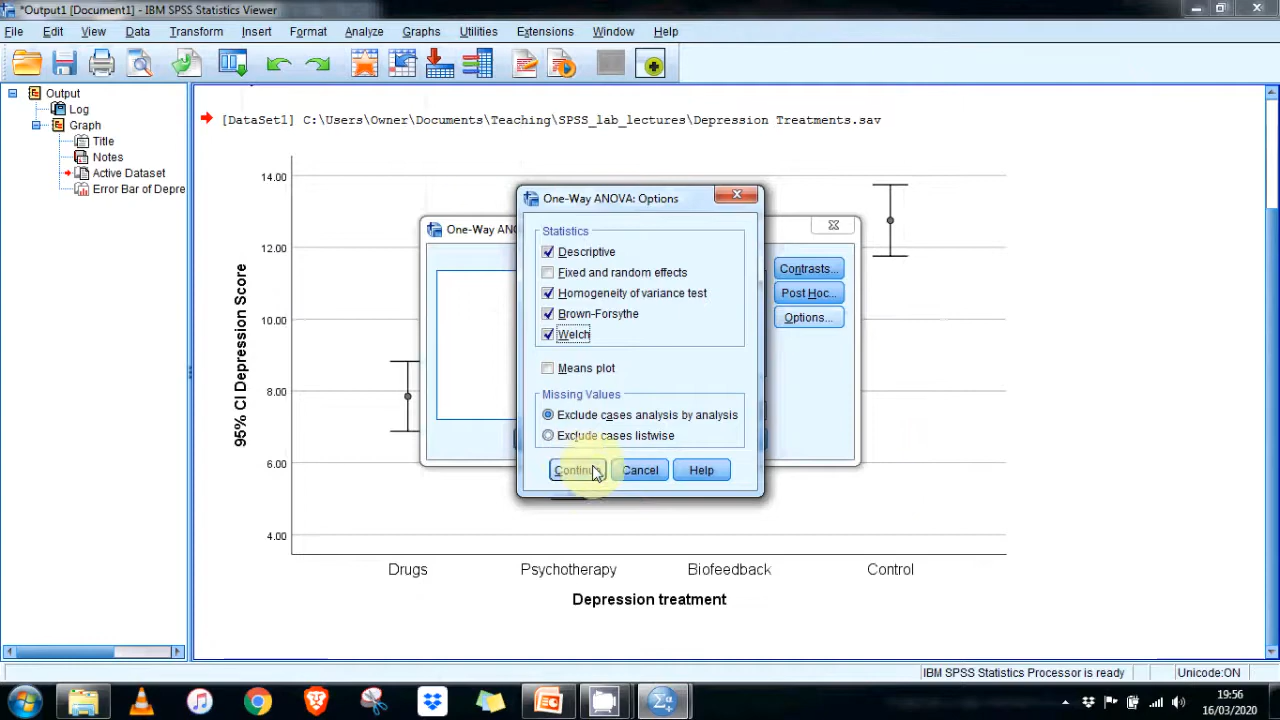 *Output1 [Document1] - IBM SPSS Statistics Viewer
File Edit View Data Transform Insert Format Analyze Graphs Utilities Extensions Window Help
Output
Log
Graph
Title
Notes
Active Dataset
Error Bar of Depre
[DataSet1] C:\Users\Owner\Documents\Teaching\SPSS_lab_lectures\Depression Treatments.sav
14.00
12.00
10.00
8.00
6.00
4.00
95% CI Depression Score
Drugs Psychotherapy Biofeedback Control
Depression treatment
One-Way ANO
Contrasts...
Post Hoc...
Options...
One-Way ANOVA: Options
Statistics
Descriptive
Fixed and random effects
Homogeneity of variance test
Brown-Forsythe
Welch
Means plot
Missing Values
Exclude cases analysis by analysis
Exclude cases listwise
Continue Cancel Help
IBM SPSS Statistics Processor is ready Unicode:ON
19:56
16/03/2020